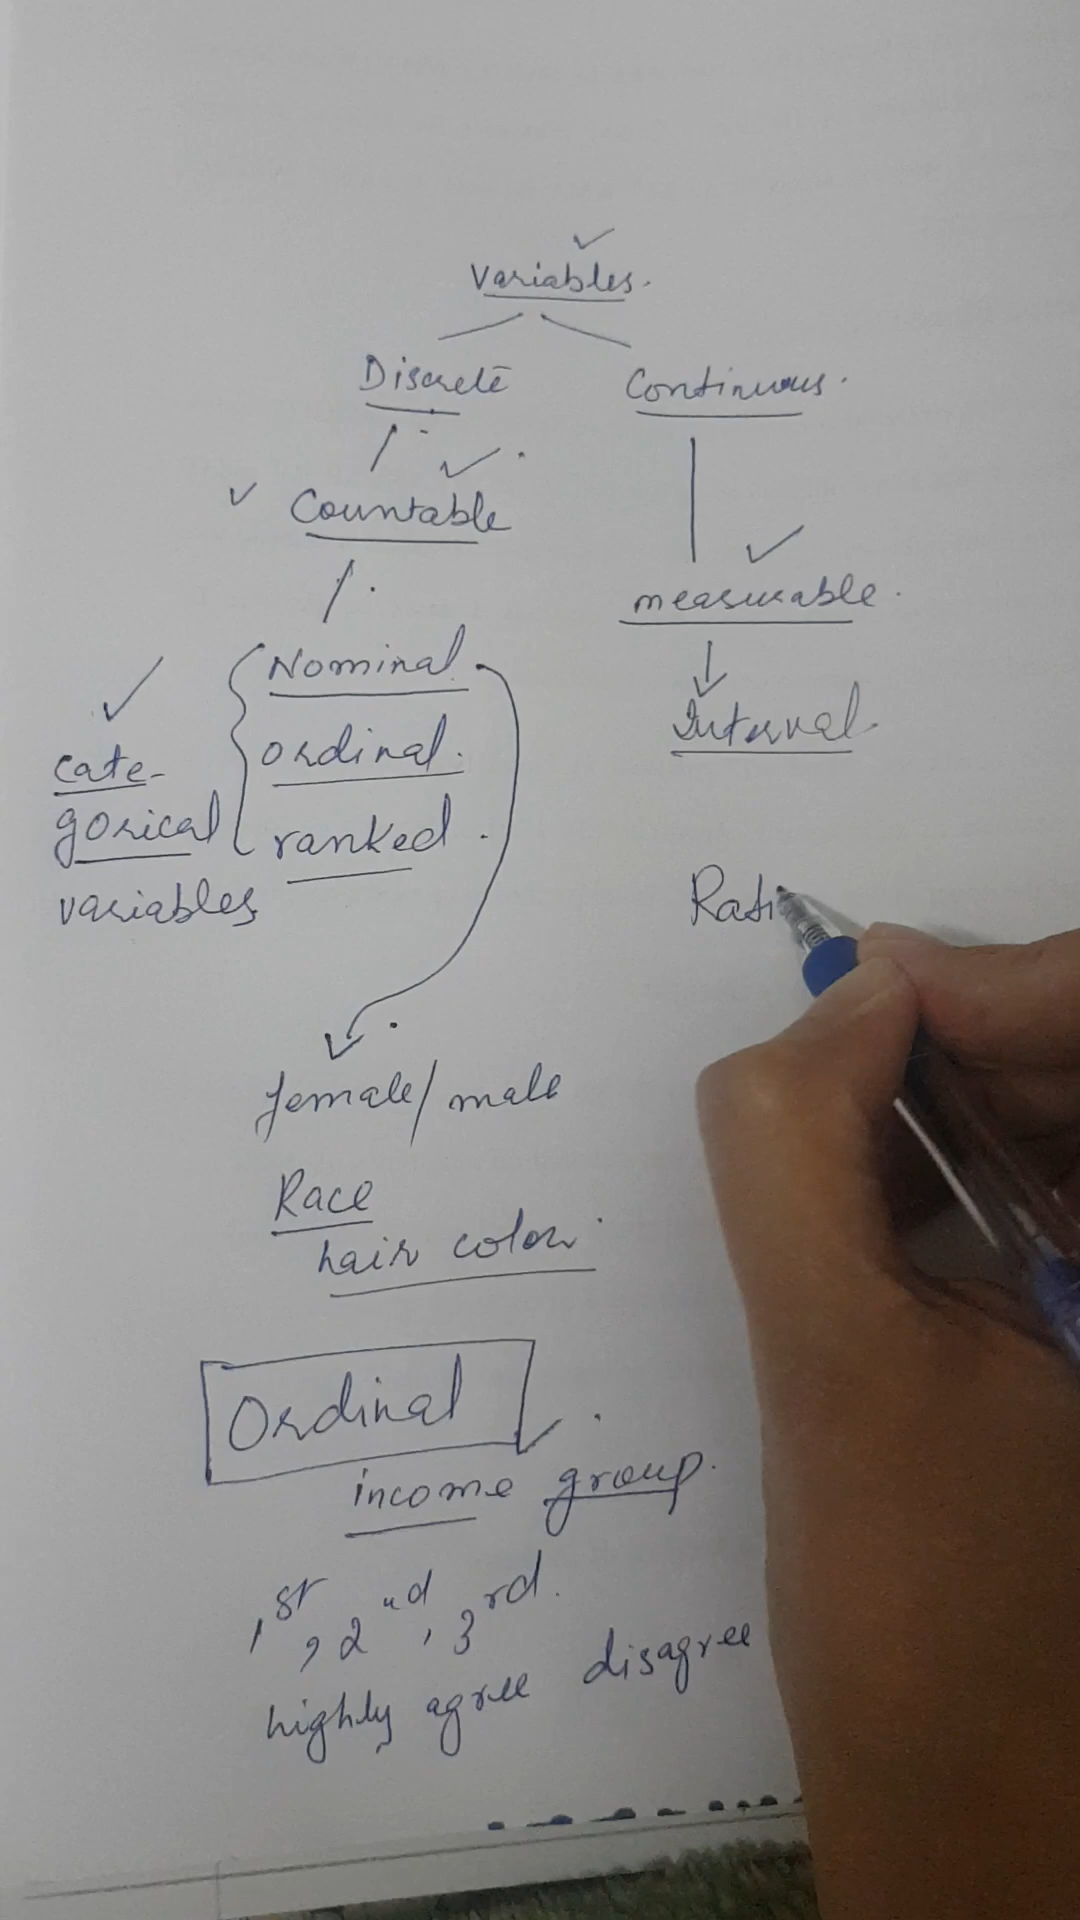 Variables.
Discrete
Continuous.
Countable
measurable.
Nominal.
ordinal.
ranked.
cate-
gorical
variables
Interval
Rati
female/male
Race
hair color
Ordinal
income group.
1st, 2nd, 3rd.
highly agree disagree